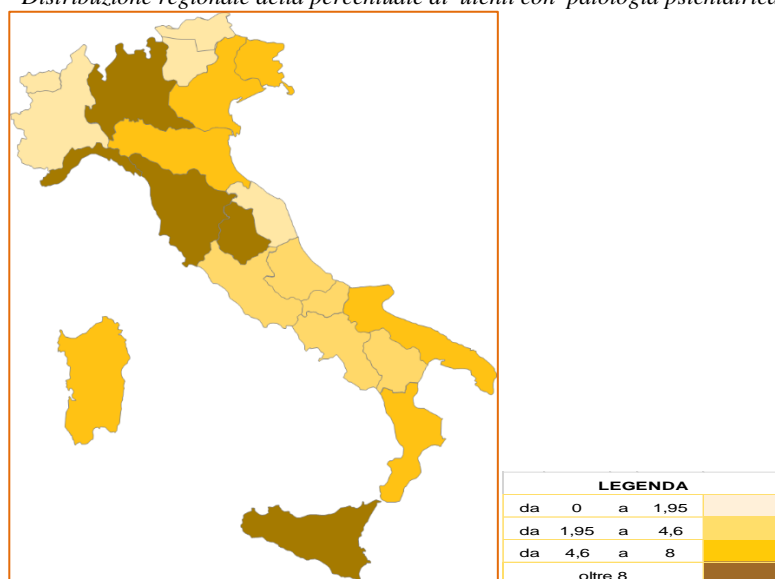 Distribuzione regionale della percentuale di utenti con patologia psichiatrica
LEGENDA
da 0 a 1,95
da 1,95 a 4,6
da 4,6 a 8
oltre 8